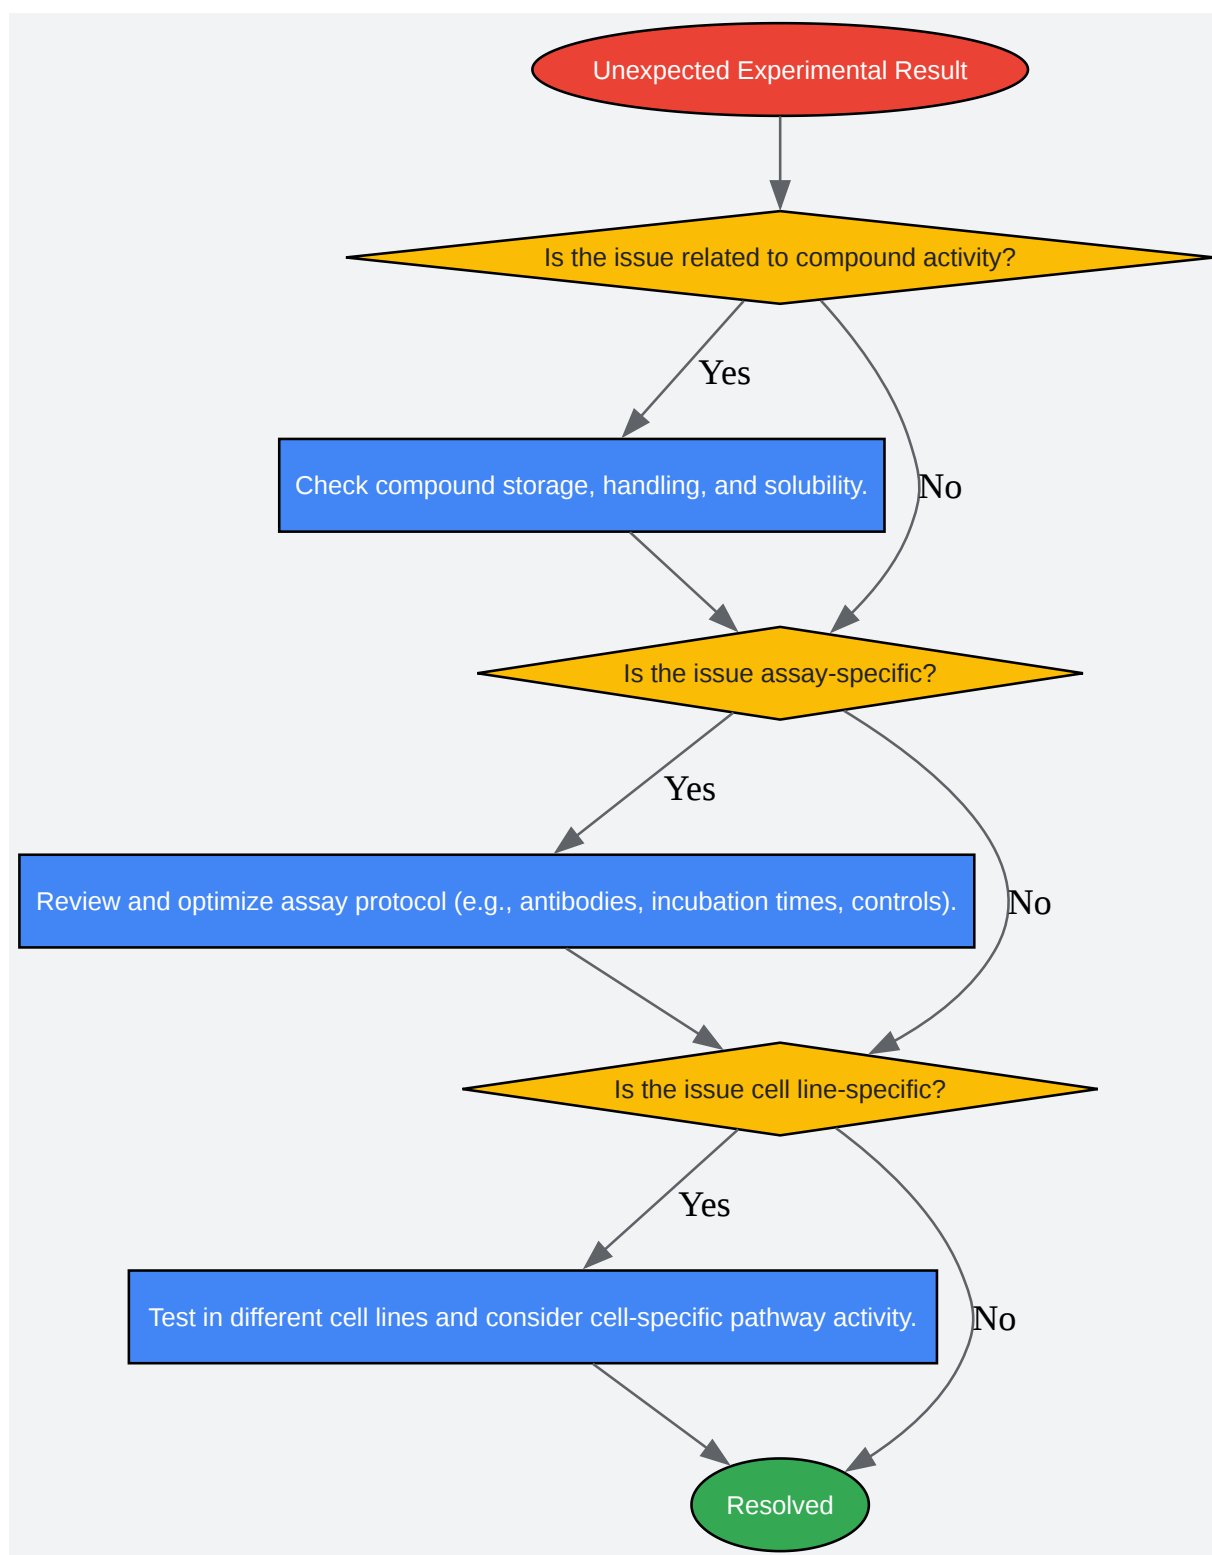 Unexpected Experimental Result
Is the issue related to compound activity?
Yes
Check compound storage, handling, and solubility.
No
Is the issue assay-specific?
Yes
Review and optimize assay protocol (e.g., antibodies, incubation times, controls).
No
Is the issue cell line-specific?
Yes
Test in different cell lines and consider cell-specific pathway activity.
No
Resolved